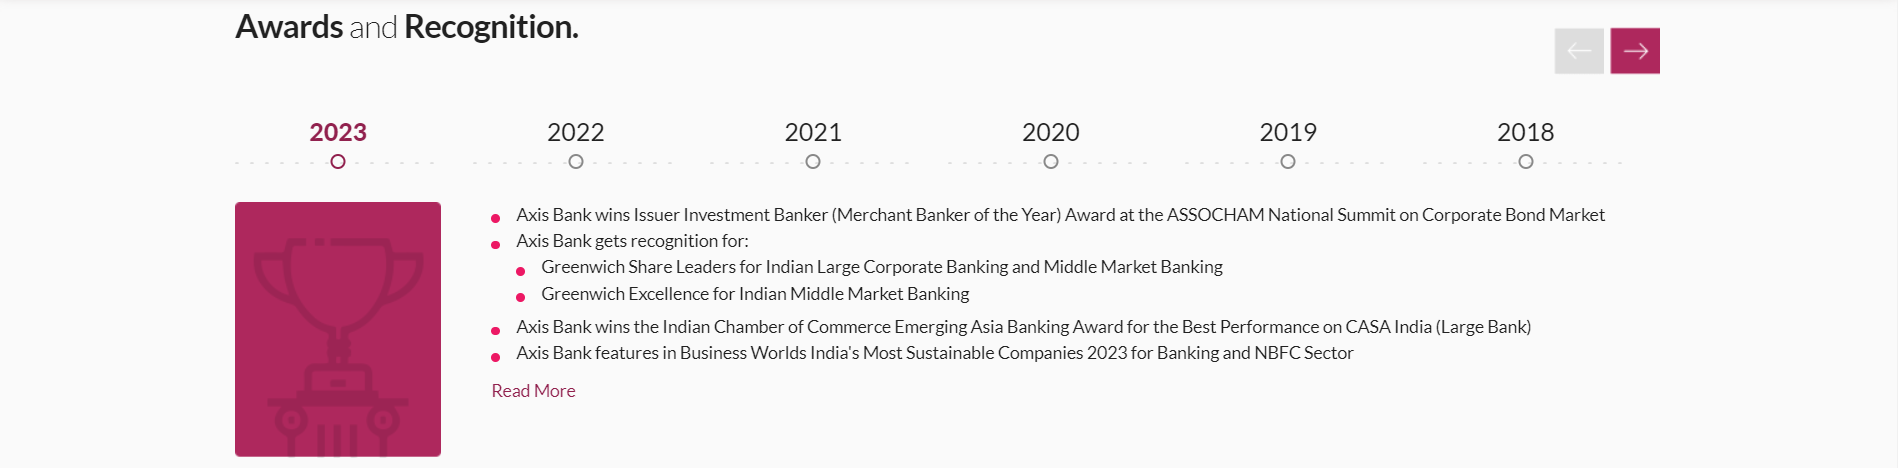 Awards and Recognition.
2023 2022 2021 2020 2019 2018
Axis Bank wins Issuer Investment Banker (Merchant Banker of the Year) Award at the ASSOCHAM National Summit on Corporate Bond Market
Axis Bank gets recognition for:
Greenwich Share Leaders for Indian Large Corporate Banking and Middle Market Banking
Greenwich Excellence for Indian Middle Market Banking
Axis Bank wins the Indian Chamber of Commerce Emerging Asia Banking Award for the Best Performance on CASA India (Large Bank)
Axis Bank features in Business Worlds India's Most Sustainable Companies 2023 for Banking and NBFC Sector
Read More